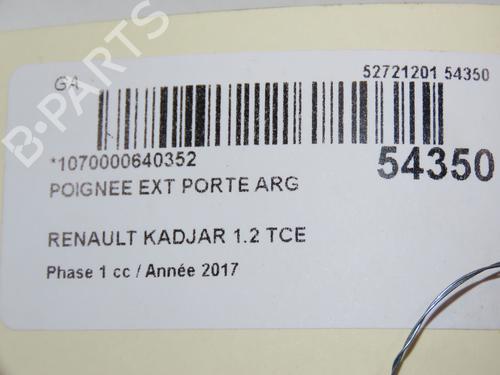 GA
52721201 54350
*1070000640352
54350
POIGNEE EXT PORTE ARG
RENAULT KADJAR 1.2 TCE
Phase 1 cc / Année 2017
B-PARTS